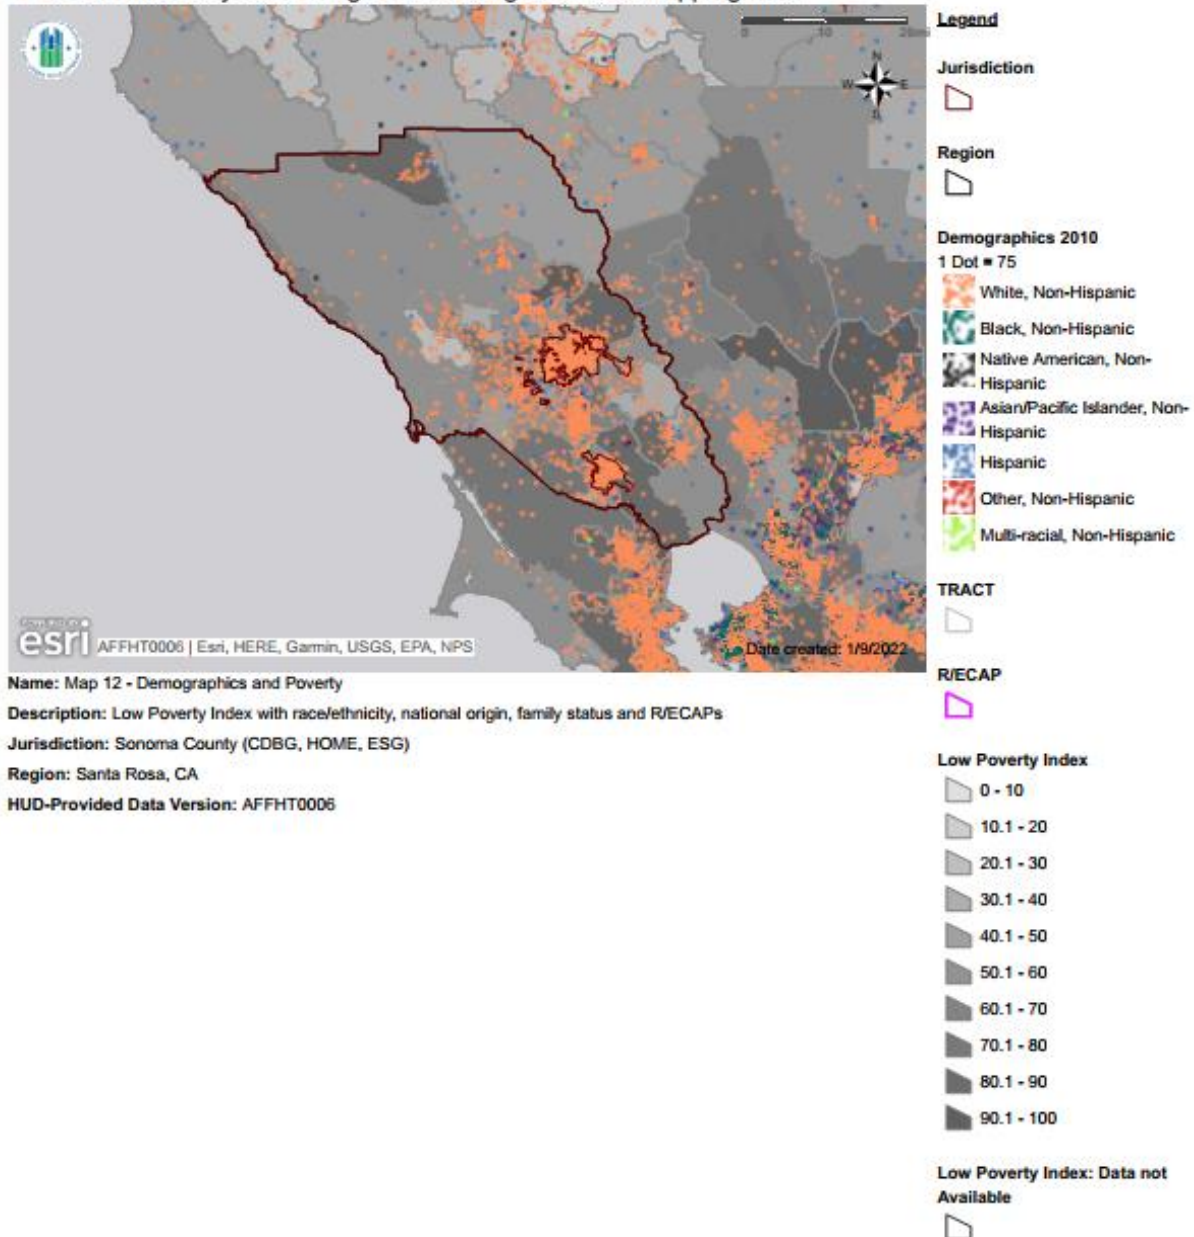 0 10 20mi
N
W E
S
POWERED BY
esri AFFHT0006 | Esri, HERE, Garmin, USGS, EPA, NPS
Date created: 1/9/2022
Name: Map 12 - Demographics and Poverty
Description: Low Poverty Index with race/ethnicity, national origin, family status and R/ECAPs
Jurisdiction: Sonoma County (CDBG, HOME, ESG)
Region: Santa Rosa, CA
HUD-Provided Data Version: AFFHT0006
Legend
Jurisdiction
Region
Demographics 2010
1 Dot = 75
White, Non-Hispanic
Black, Non-Hispanic
Native American, Non-
Hispanic
Asian/Pacific Islander, Non-
Hispanic
Hispanic
Other, Non-Hispanic
Multi-racial, Non-Hispanic
TRACT
R/ECAP
Low Poverty Index
0 - 10
10.1 - 20
20.1 - 30
30.1 - 40
40.1 - 50
50.1 - 60
60.1 - 70
70.1 - 80
80.1 - 90
90.1 - 100
Low Poverty Index: Data not
Available